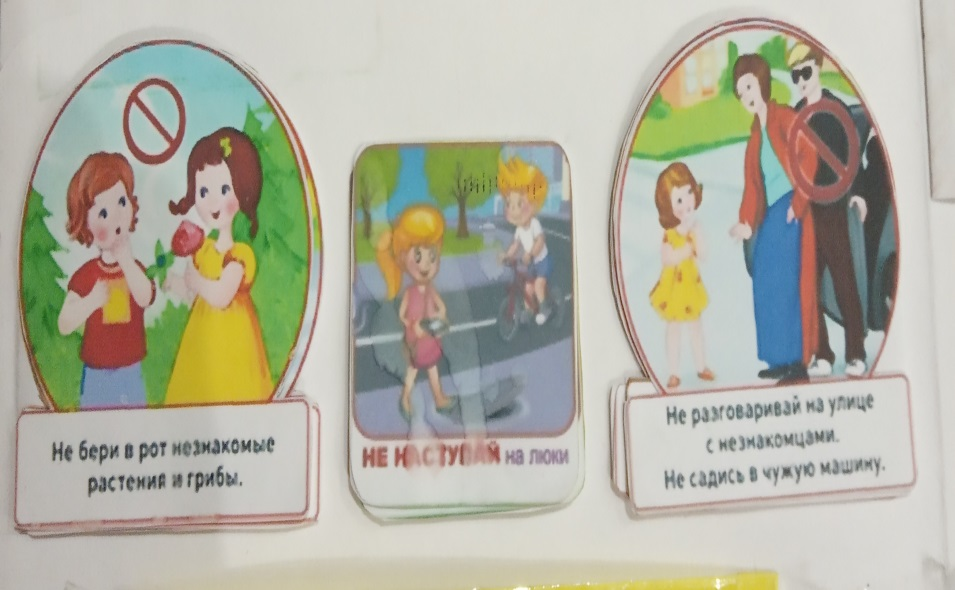 Не бери в рот незнакомые
растения и грибы.
НЕ НАСТУПАЙ на люки
Не разговаривай на улице
с незнакомцами.
Не садись в чужую машину.